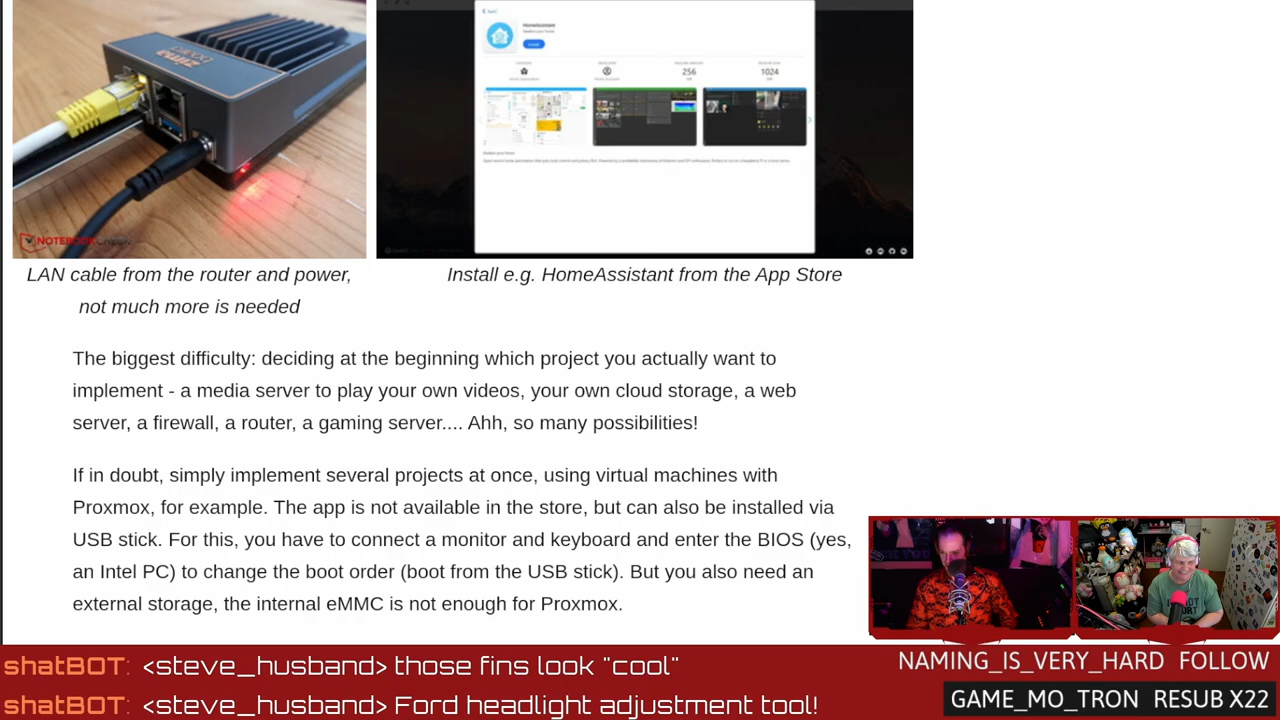 HomeAssistant
256
1024
NOTEBOOKCHECK
LAN cable from the router and power,
not much more is needed
Install e.g. HomeAssistant from the App Store
The biggest difficulty: deciding at the beginning which project you actually want to
implement - a media server to play your own videos, your own cloud storage, a web
server, a firewall, a router, a gaming server.... Ahh, so many possibilities!
If in doubt, simply implement several projects at once, using virtual machines with
Proxmox, for example. The app is not available in the store, but can also be installed via
USB stick. For this, you have to connect a monitor and keyboard and enter the BIOS (yes,
an Intel PC) to change the boot order (boot from the USB stick). But you also need an
external storage, the internal eMMC is not enough for Proxmox.
shatBOT: <steve_husband> those fins look "cool"
shatBOT: <steve_husband> Ford headlight adjustment tool!
NAMING_IS_VERY_HARD FOLLOW
GAME_MO_TRON RESUB X22